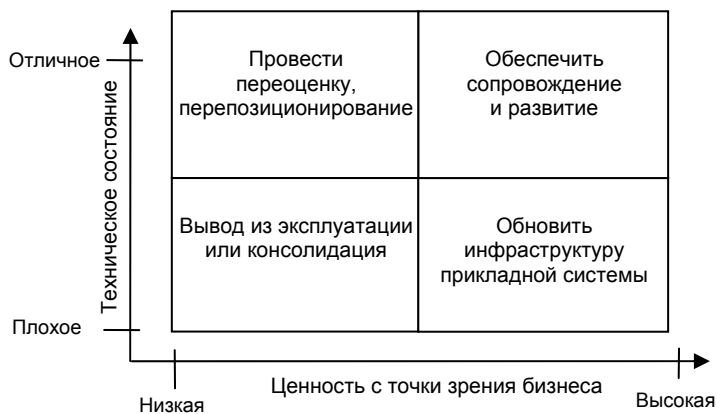 Отличное
Техническое состояние
Плохое
Провести
переоценку,
перепозиционирование
Обеспечить
сопровождение
и развитие
Вывод из эксплуатации
или консолидация
Обновить
инфраструктуру
прикладной системы
Низкая
Ценность с точки зрения бизнеса
Высокая